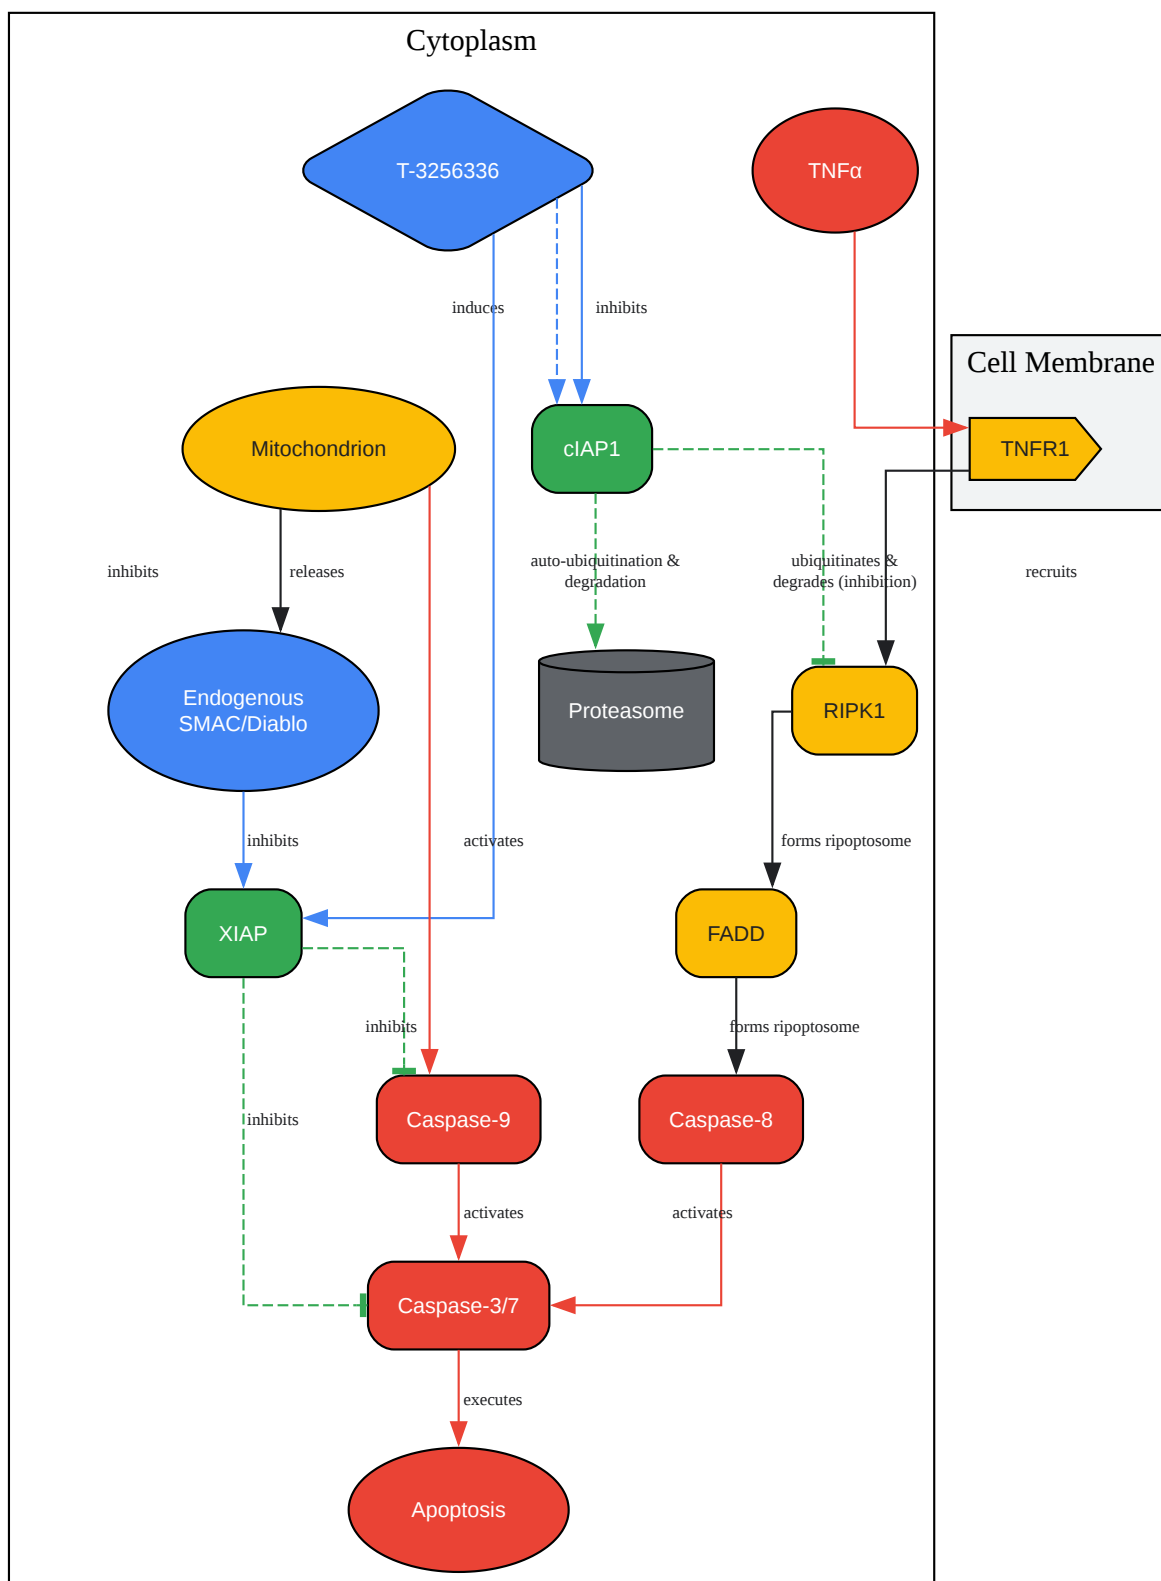 Cytoplasm
T-3256336
TNFα
induces
inhibits
Cell Membrane
Mitochondrion
cIAP1
TNFR1
inhibits
releases
auto-ubiquitination &
degradation
ubiquitinates &
degrades (inhibition)
recruits
Endogenous
SMAC/Diablo
Proteasome
RIPK1
inhibits
activates
forms ripoptosome
XIAP
FADD
inhibits
forms ripoptosome
inhibits
Caspase-9
Caspase-8
activates
activates
Caspase-3/7
executes
Apoptosis